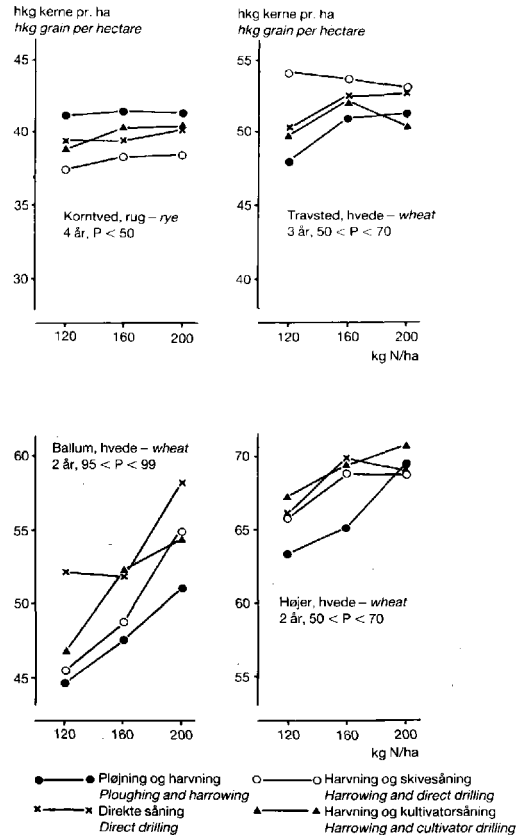 hkg kerne pr. ha
hkg grain per hectare
45
40
35
30
Korntved, rug – rye
4 år, P < 50
120 160 200
hkg kerne pr. ha
hkg grain per hectare
55
50
45
40
Travsted, hvede – wheat
3 år, 50 < P < 70
120 160 200
kg N/ha
60
55
50
45
Ballum, hvede – wheat
2 år, 95 < P < 99
120 160 200
70
65
60
55
Højer, hvede – wheat
2 år, 50 < P < 70
120 160 200
kg N/ha
Pløjning og harvning
Ploughing and harrowing
Direkte såning
Direct drilling
Harvning og skivesåning
Harrowing and direct drilling
Harvning og kultivatorsåning
Harrowing and cultivator drilling